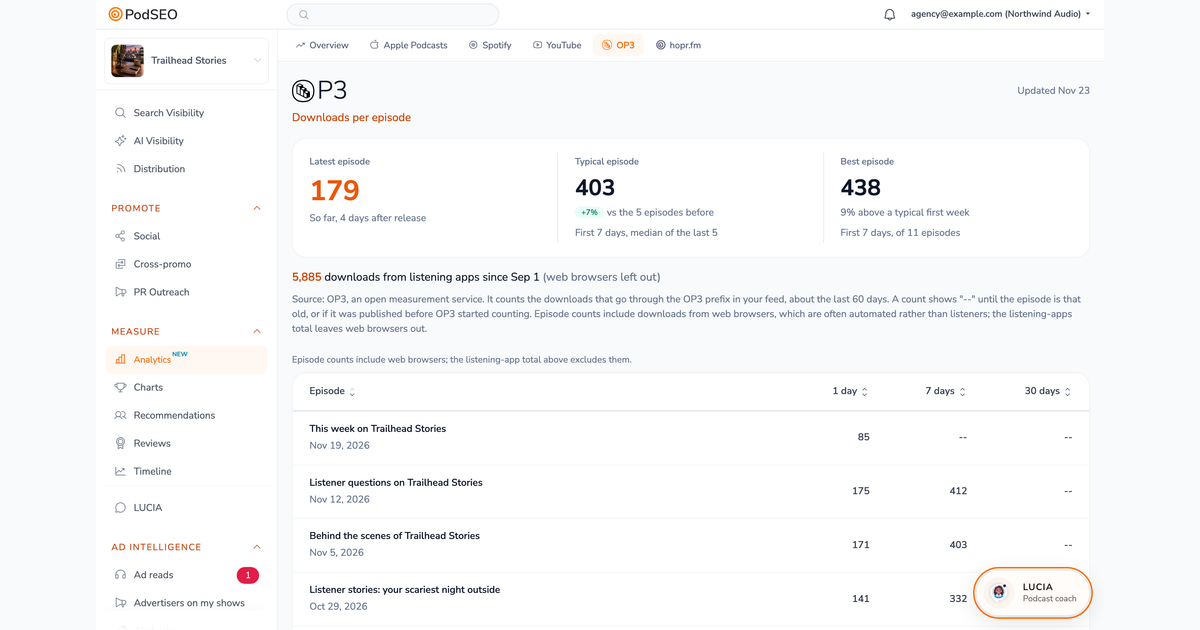 PodSEO
agency@example.com (Northwind Audio)
Trailhead Stories
Search Visibility
AI Visibility
Distribution
PROMOTE
Social
Cross-promo
PR Outreach
MEASURE
Analytics NEW
Charts
Recommendations
Reviews
Timeline
LUCIA
AD INTELLIGENCE
Ad reads 1
Advertisers on my shows
Overview Apple Podcasts Spotify YouTube OP3 hopr.fm
OP3
Updated Nov 23
Downloads per episode
Latest episode
179
So far, 4 days after release
Typical episode
403
+7% vs the 5 episodes before
First 7 days, median of the last 5
Best episode
438
9% above a typical first week
First 7 days, of 11 episodes
5,885 downloads from listening apps since Sep 1 (web browsers left out)
Source: OP3, an open measurement service. It counts the downloads that go through the OP3 prefix in your feed, about the last 60 days. A count shows "--" until the episode is that
old, or if it was published before OP3 started counting. Episode counts include downloads from web browsers, which are often automated rather than listeners; the listening-apps
total leaves web browsers out.
Episode counts include web browsers; the listening-app total above excludes them.
Episode 1 day 7 days 30 days
This week on Trailhead Stories
Nov 19, 2026
85 -- --
Listener questions on Trailhead Stories
Nov 12, 2026
175 412 --
Behind the scenes of Trailhead Stories
Nov 5, 2026
171 403 --
Listener stories: your scariest night outside
Oct 29, 2026
141 332
LUCIA
Podcast coach